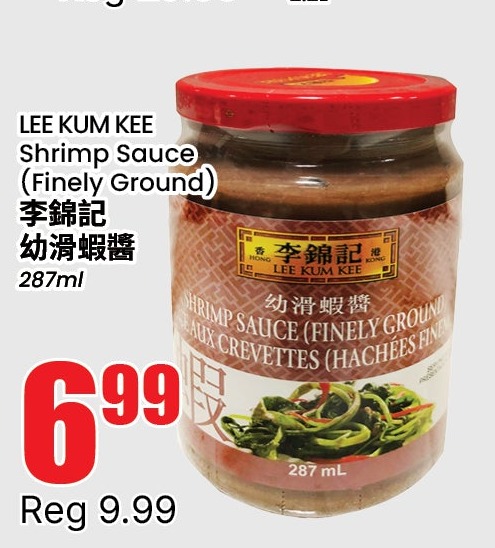 Reg
LEE KUM KEE
Shrimp Sauce
(Finely Ground)
李錦記
幼滑蝦醬
287ml
6.99
Reg 9.99
香 李錦記 港
HONG LEE KUM KEE KONG
幼滑蝦醬
SHRIMP SAUCE (FINELY GROUND
AUX CREVETTES (HACHÉES
蝦
287 mL